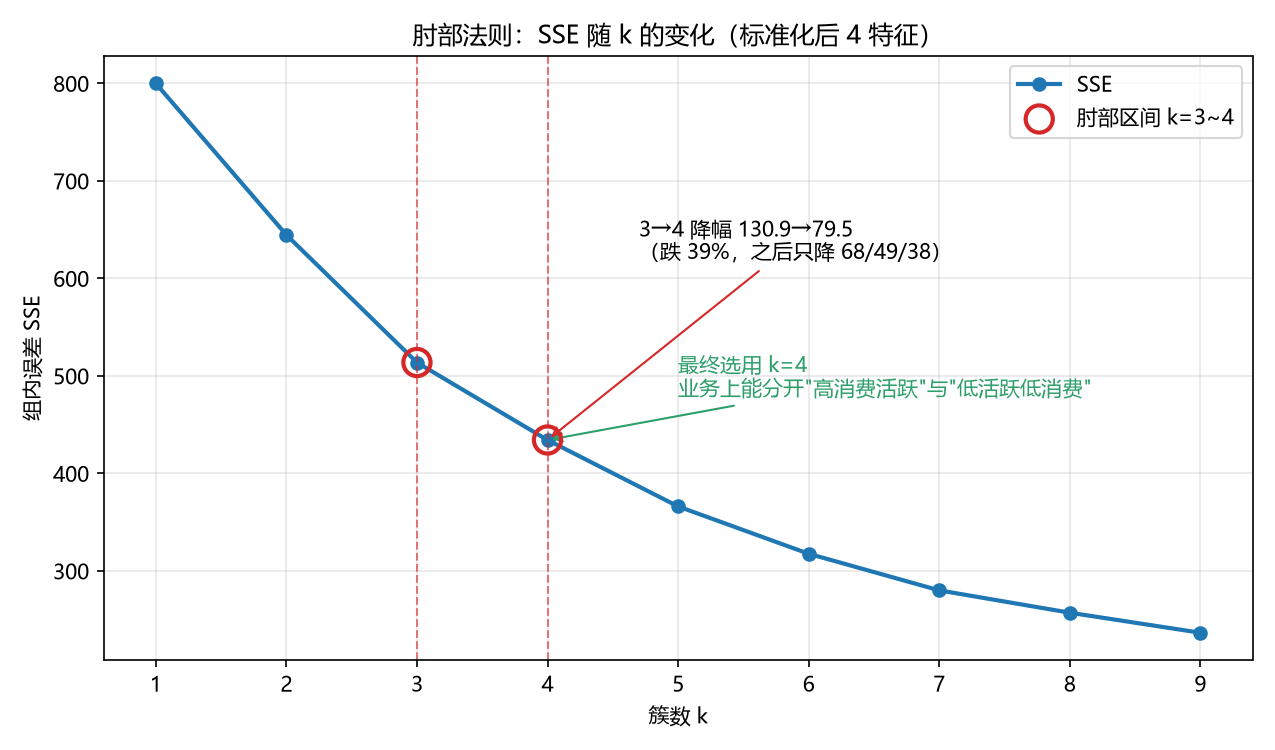 肘部法则：SSE 随 k 的变化（标准化后 4 特征）
SSE
肘部区间 k=3~4
3→4 降幅 130.9→79.5
（跌 39%，之后只降 68/49/38）
最终选用 k=4
业务上能分开"高消费活跃"与"低活跃低消费"
组内误差 SSE
800
700
600
500
400
300
1 2 3 4 5 6 7 8 9
簇数 k